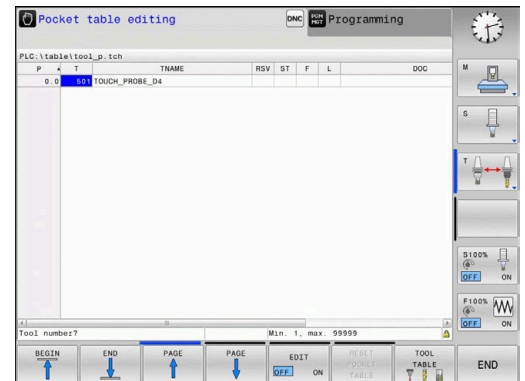 Pocket table editing
DNC
PGM
MGT
Programming
PLC:\table\tool_p.tch
P T TNAME RSV ST F L DOC
0.0 501 TOUCH_PROBE_D4
M
S
T
S100%
OFF ON
F100%
OFF ON
Tool number?
Min. 1, max. 99999
BEGIN
END
PAGE
PAGE
EDIT
OFF ON
RESET
POCKET
TABLE
TOOL
TABLE
END